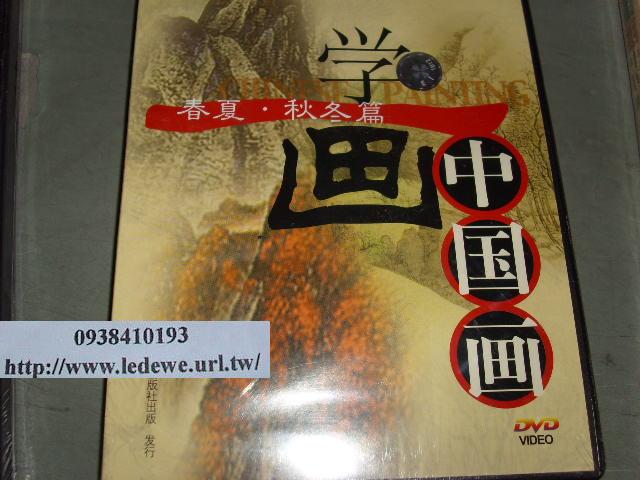 学
CHINESE PAINTING
春夏·秋冬篇
画
中国画
0938410193
http://www.ledewe.url.tw/
版社出版 发行
DVD
VIDEO